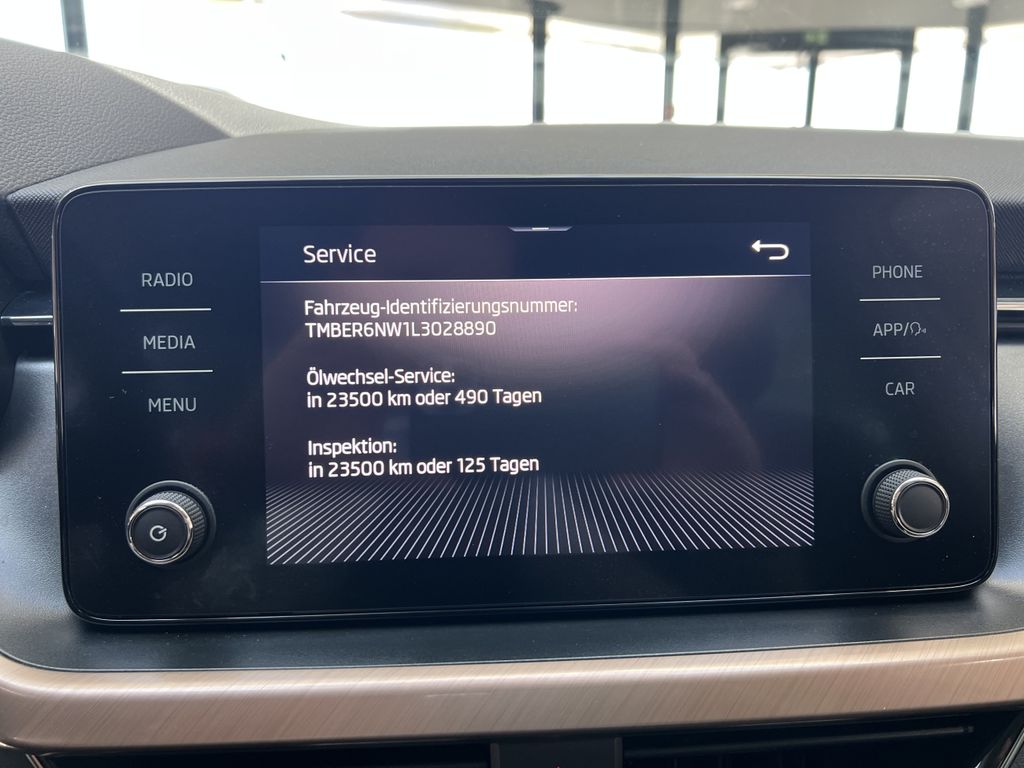 Service
RADIO
MEDIA
MENU
Fahrzeug-Identifizierungsnummer:
TMBER6NW1L3028890
Ölwechsel-Service:
in 23500 km oder 490 Tagen
Inspektion:
in 23500 km oder 125 Tagen
PHONE
APP/
CAR